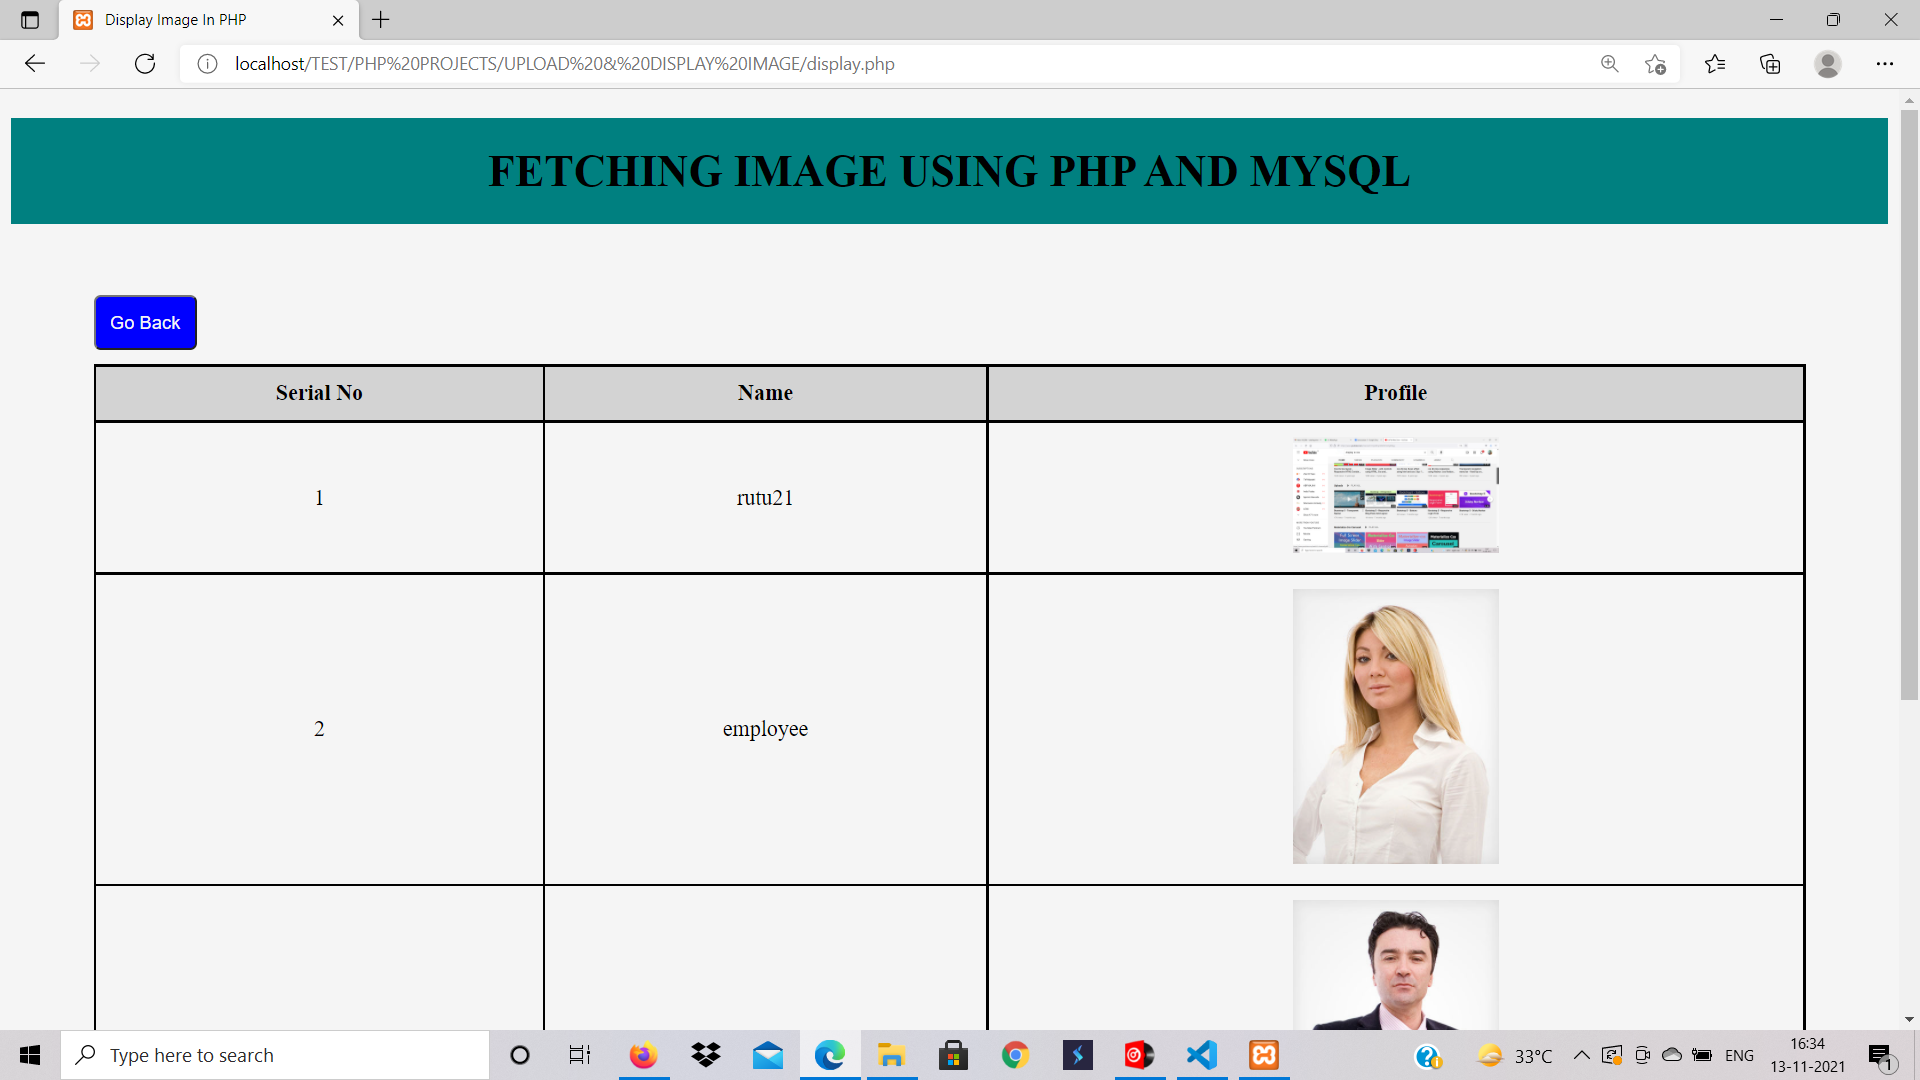 Display Image In PHP
localhost/TEST/PHP%20PROJECTS/UPLOAD%20&%20DISPLAY%20IMAGE/display.php
FETCHING IMAGE USING PHP AND MYSQL
Go Back
Serial No Name Profile
1 rutu21
2 employee
Type here to search
33°C
ENG
16:34
13-11-2021
1